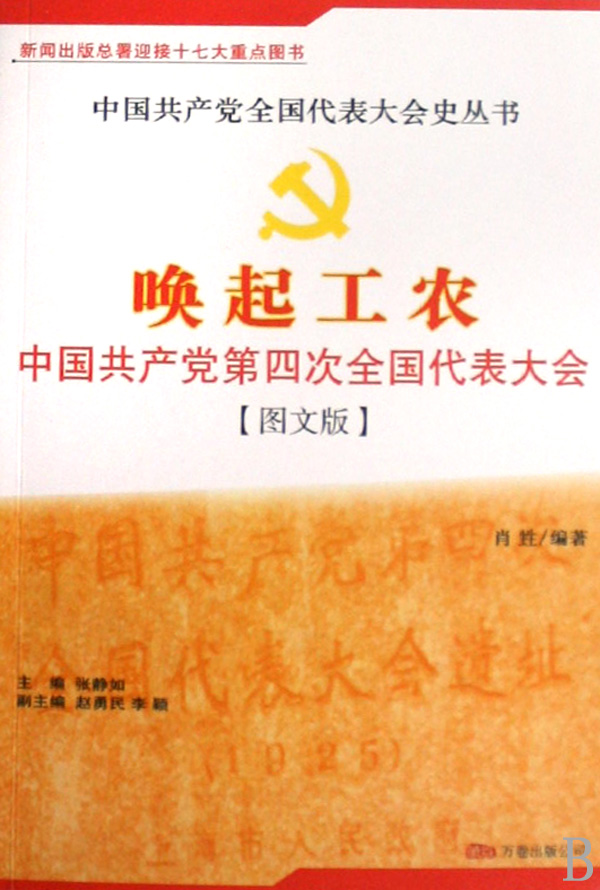 新闻出版总署迎接十七大重点图书
中国共产党全国代表大会史丛书
唤起工农
中国共产党第四次全国代表大会
【图文版】
肖甡/编著
中国共产党第四次
全国代表大会遗址
主 编 张静如
副主编 赵勇民 李颖
(1925)
上海市人民政府
万卷出版公司
B